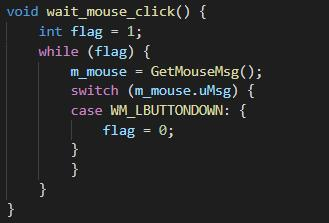 void wait_mouse_click() {
    int flag = 1;
    while (flag) {
        m_mouse = GetMouseMsg();
        switch (m_mouse.uMsg) {
        case WM_LBUTTONDOWN: {
            flag = 0;
        }
        }
    }
}